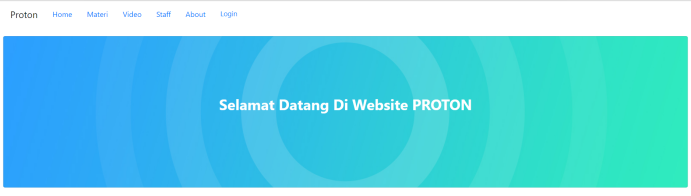 Proton Home Materi Video Staff About Login
Selamat Datang Di Website PROTON